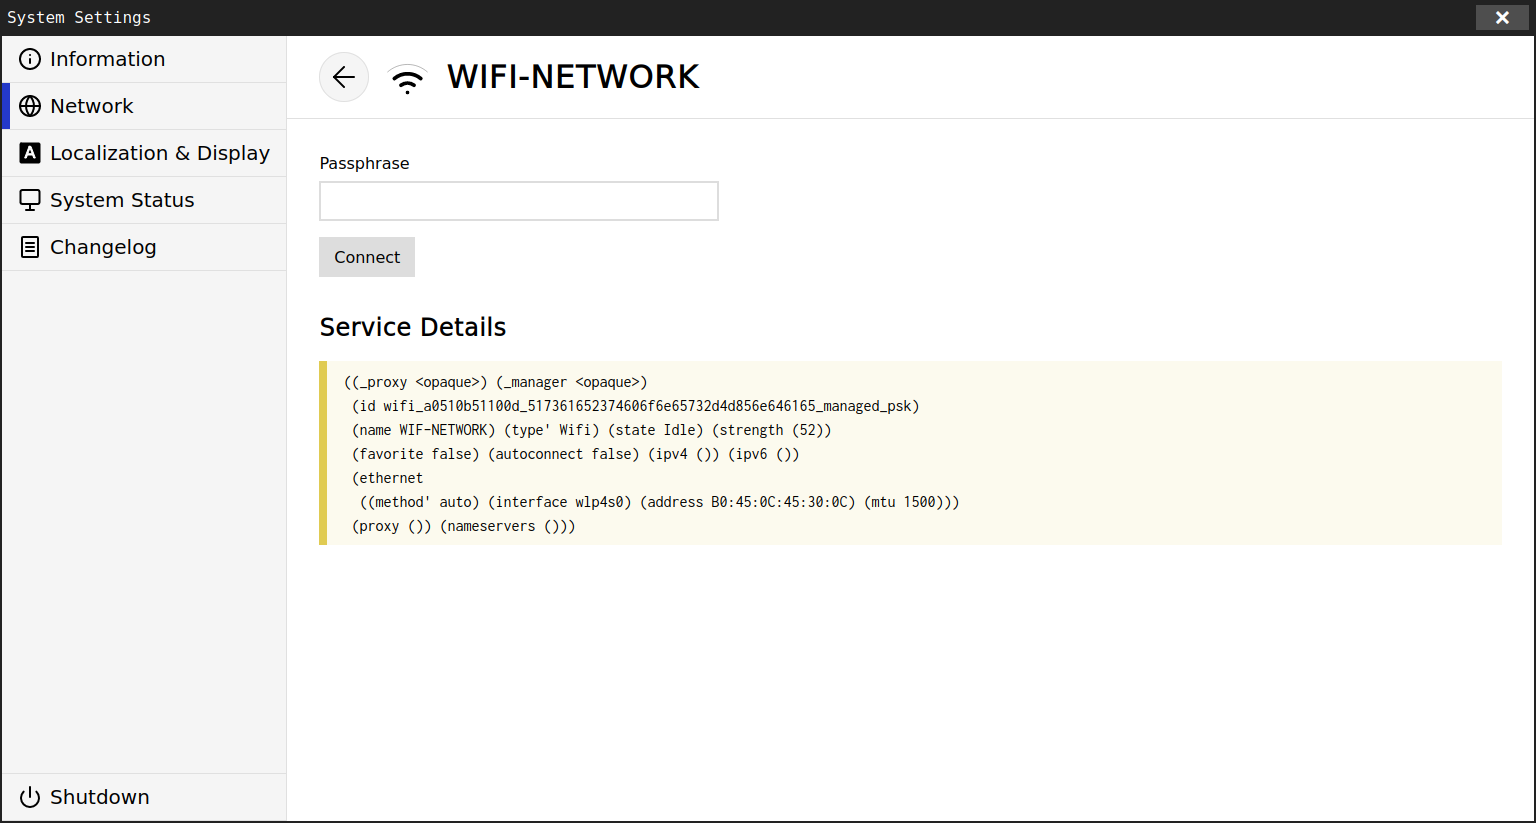 System Settings
Information
Network
Localization & Display
System Status
Changelog
Shutdown
WIFI-NETWORK
Passphrase
Connect
Service Details
((_proxy <opaque>) (_manager <opaque>)
(id wifi_a0510b51100d_517361652374606f6e65732d4d856e646165_managed_psk)
(name WIF-NETWORK) (type' Wifi) (state Idle) (strength (52))
(favorite false) (autoconnect false) (ipv4 ()) (ipv6 ())
(ethernet
((method' auto) (interface wlp4s0) (address B0:45:0C:45:30:0C) (mtu 1500)))
(proxy ()) (nameservers ()))